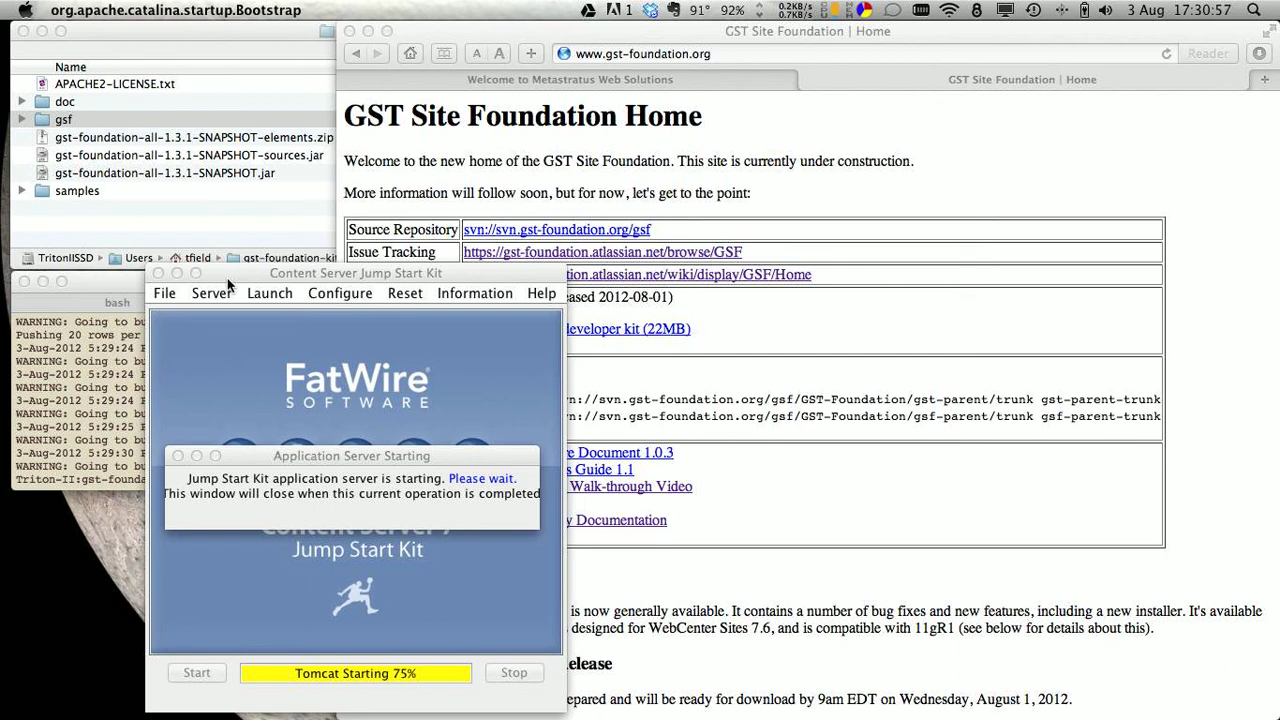 org.apache.catalina.startup.Bootstrap
1 91° 92% 0.2KB/s 0.7KB/s 3 Aug 17:30:57
Name
APACHE2-LICENSE.txt
doc
gsf
gst-foundation-all-1.3.1-SNAPSHOT-elements.zip
gst-foundation-all-1.3.1-SNAPSHOT-sources.jar
gst-foundation-all-1.3.1-SNAPSHOT.jar
samples
TritonIISSD Users tfield gst-foundation-kit
bash
WARNING: Going to bu
Pushing 20 rows per
3-Aug-2012 5:29:24
WARNING: Going to bu
3-Aug-2012 5:29:24
WARNING: Going to bu
3-Aug-2012 5:29:24
WARNING: Going to bu
3-Aug-2012 5:29:25
WARNING: Going to bu
3-Aug-2012 5:29:30
WARNING: Going to bu
Triton-II:gst-founda
GST Site Foundation | Home
A A www.gst-foundation.org Reader
Welcome to Metastratus Web Solutions GST Site Foundation | Home
GST Site Foundation Home
Welcome to the new home of the GST Site Foundation. This site is currently under construction.
More information will follow soon, but for now, let's get to the point:
Source Repository svn://svn.gst-foundation.org/gsf
Issue Tracking https://gst-foundation.atlassian.net/browse/GSF
tion.atlassian.net/wiki/display/GSF/Home
eased 2012-08-01)
developer kit (22MB)
n://svn.gst-foundation.org/gsf/GST-Foundation/gst-parent/trunk gst-parent-trunk
n://svn.gst-foundation.org/gsf/GST-Foundation/gsf-parent/trunk gsf-parent-trunk
re Document 1.0.3
s Guide 1.1
Walk-through Video
y Documentation
is now generally available. It contains a number of bug fixes and new features, including a new installer. It's available
s designed for WebCenter Sites 7.6, and is compatible with 11gR1 (see below for details about this).
elease
epared and will be ready for download by 9am EDT on Wednesday, August 1, 2012.
Content Server Jump Start Kit
File Server Launch Configure Reset Information Help
FatWire
SOFTWARE
Application Server Starting
Jump Start Kit application server is starting. Please wait.
This window will close when this current operation is completed
Content Server 7
Jump Start Kit
Start Tomcat Starting 75% Stop